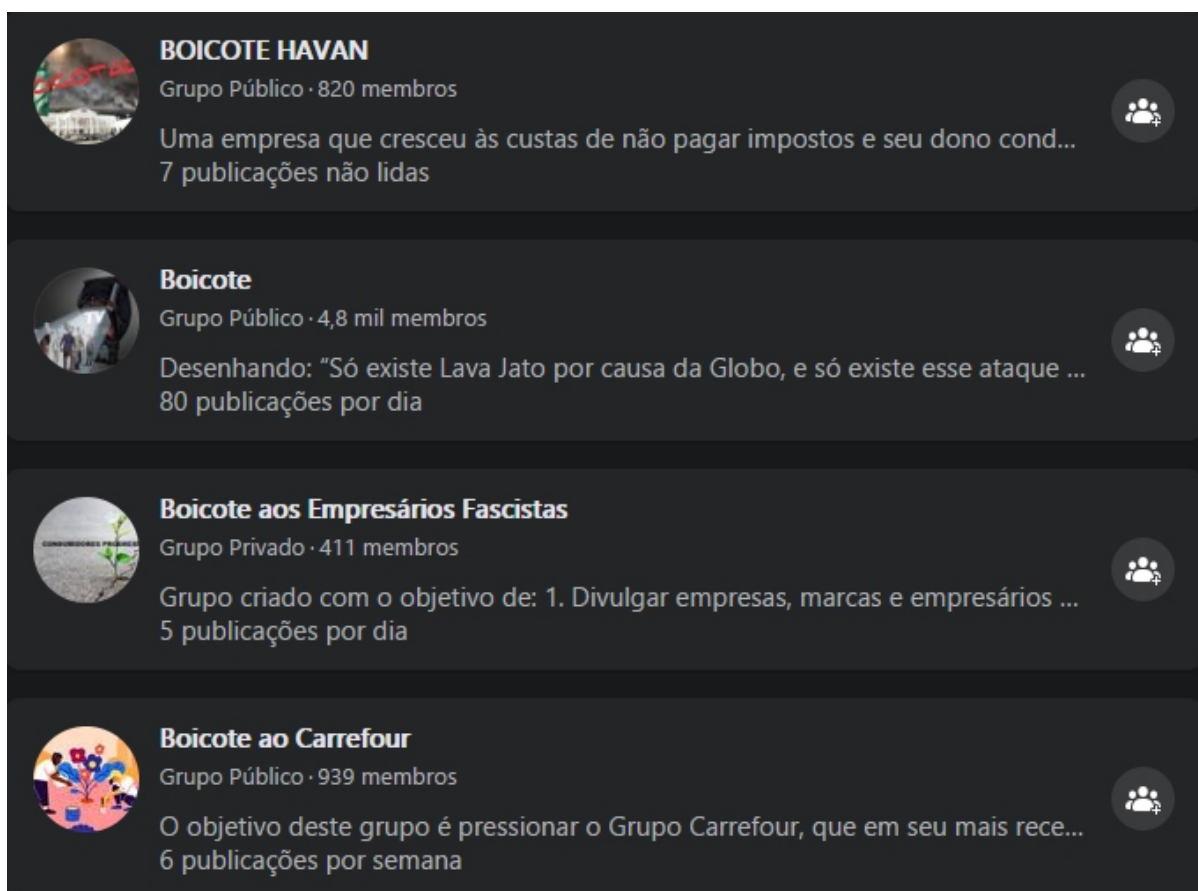 BOICOTE HAVAN
Grupo Público · 820 membros
Uma empresa que cresceu às custas de não pagar impostos e seu dono cond...
7 publicações não lidas
Boicote
Grupo Público · 4,8 mil membros
Desenhando: “Só existe Lava Jato por causa da Globo, e só existe esse ataque ...
80 publicações por dia
Boicote aos Empresários Fascistas
Grupo Privado · 411 membros
Grupo criado com o objetivo de: 1. Divulgar empresas, marcas e empresários ...
5 publicações por dia
Boicote ao Carrefour
Grupo Público · 939 membros
O objetivo deste grupo é pressionar o Grupo Carrefour, que em seu mais rece...
6 publicações por semana